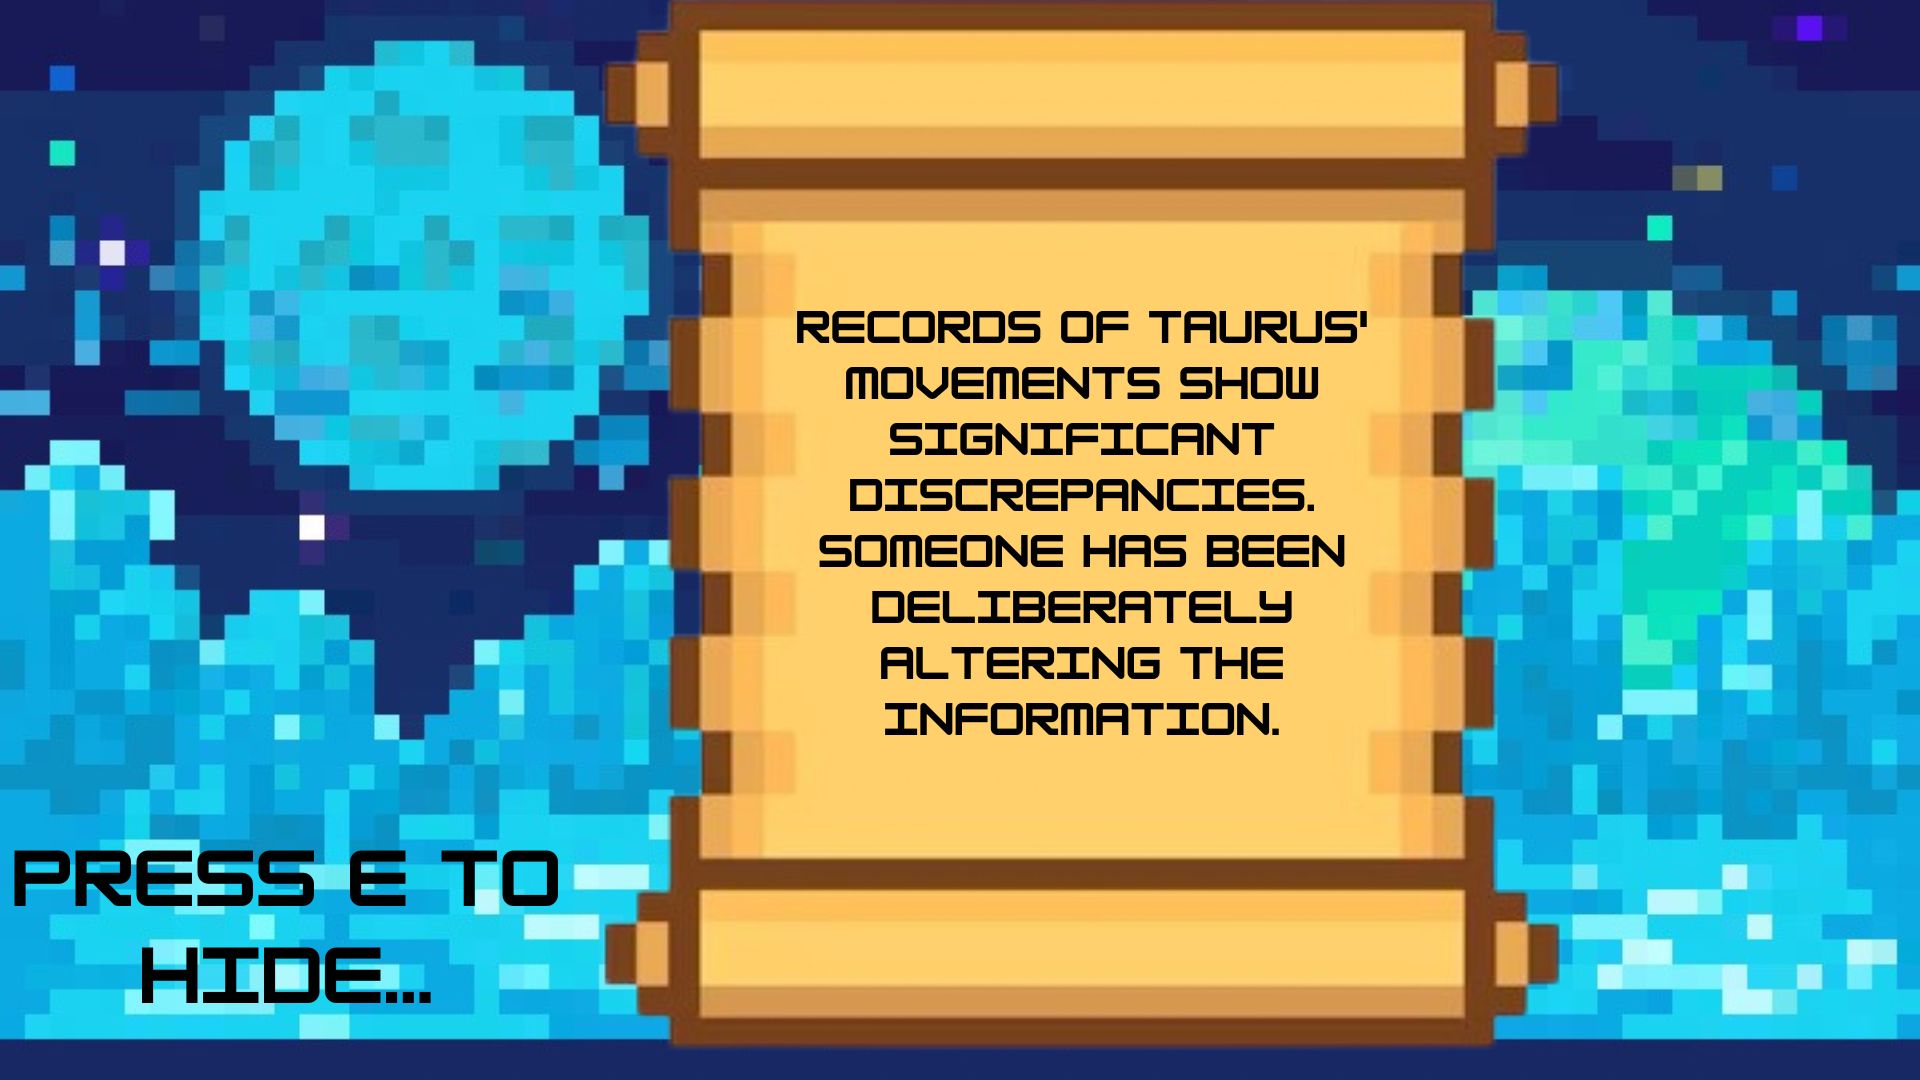 RECORDS OF TAURUS'
MOVEMENTS SHOW
SIGNIFICANT
DISCREPANCIES.
SOMEONE HAS BEEN
DELIBERATELY
ALTERING THE
INFORMATION.
PRESS E TO
HIDE...